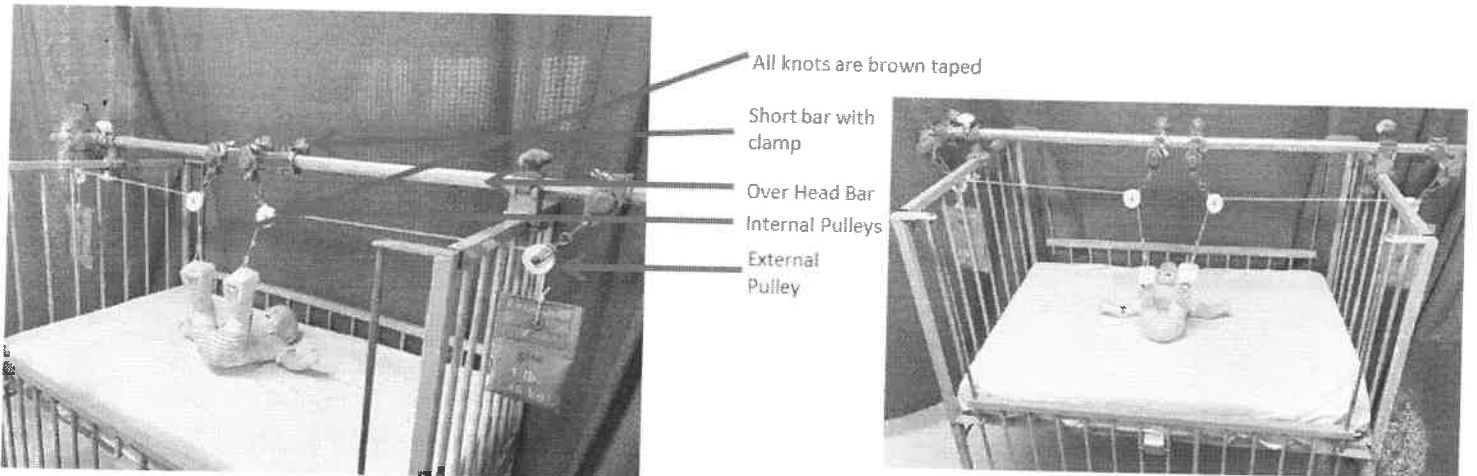 All knots are brown taped
Short bar with
clamp
Over Head Bar
Internal Pulleys
External
Pulley